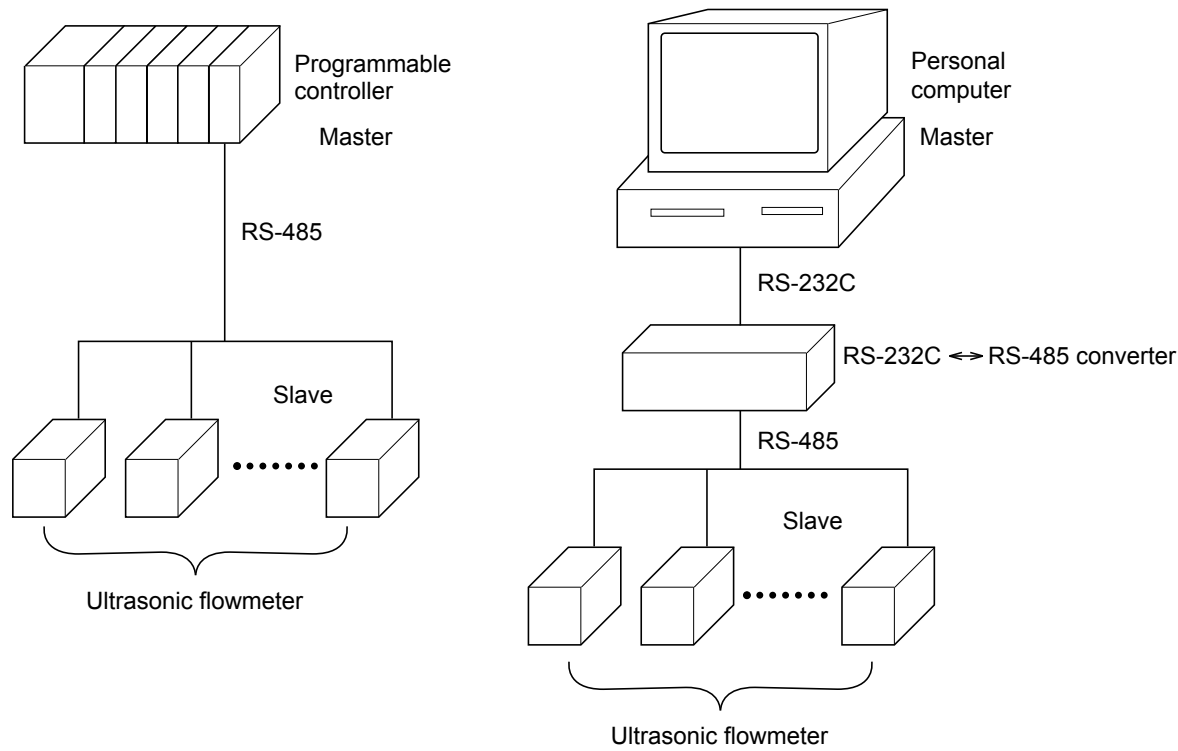 Programmable
controller
Master
RS-485
Slave
Ultrasonic flowmeter
Personal
computer
Master
RS-232C
RS-232C ↔ RS-485 converter
RS-485
Slave
Ultrasonic flowmeter